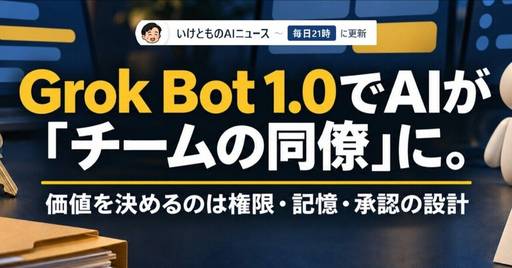 いけとものAIニュース ~ 毎日21時 に更新
Grok Bot 1.0でAIが
「チームの同僚」に。
価値を決めるのは権限・記憶・承認の設計